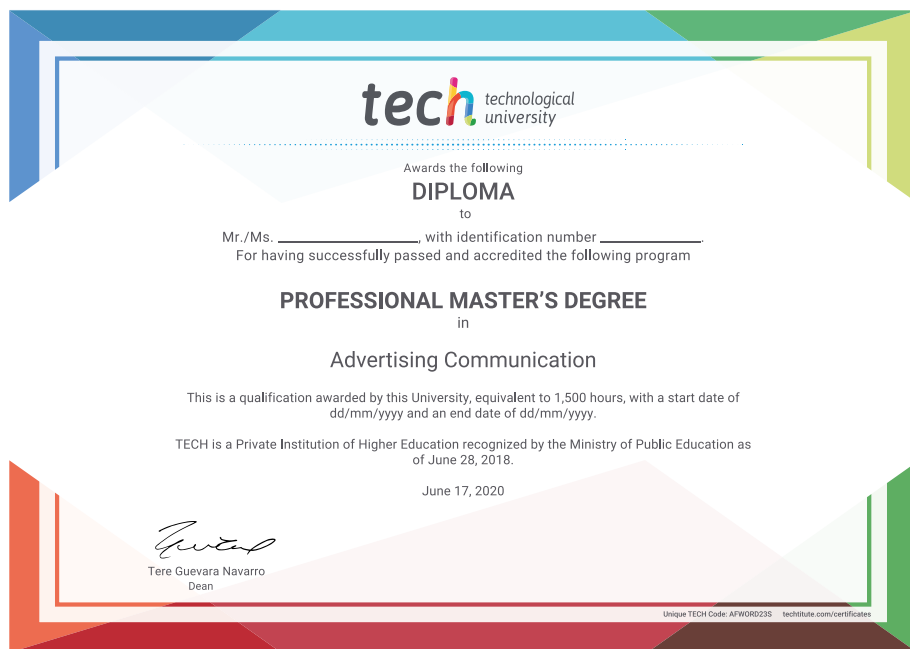 tech technological
university
Awards the following
DIPLOMA
to
Mr./Ms. ____________________, with identification number ______________.
For having successfully passed and accredited the following program
PROFESSIONAL MASTER'S DEGREE
in
Advertising Communication
This is a qualification awarded by this University, equivalent to 1,500 hours, with a start date of
dd/mm/yyyy and an end date of dd/mm/yyyy.
TECH is a Private Institution of Higher Education recognized by the Ministry of Public Education as
of June 28, 2018.
June 17, 2020
Tere Guevara Navarro
Dean
Unique TECH Code: AFWORD23S techtitute.com/certificates